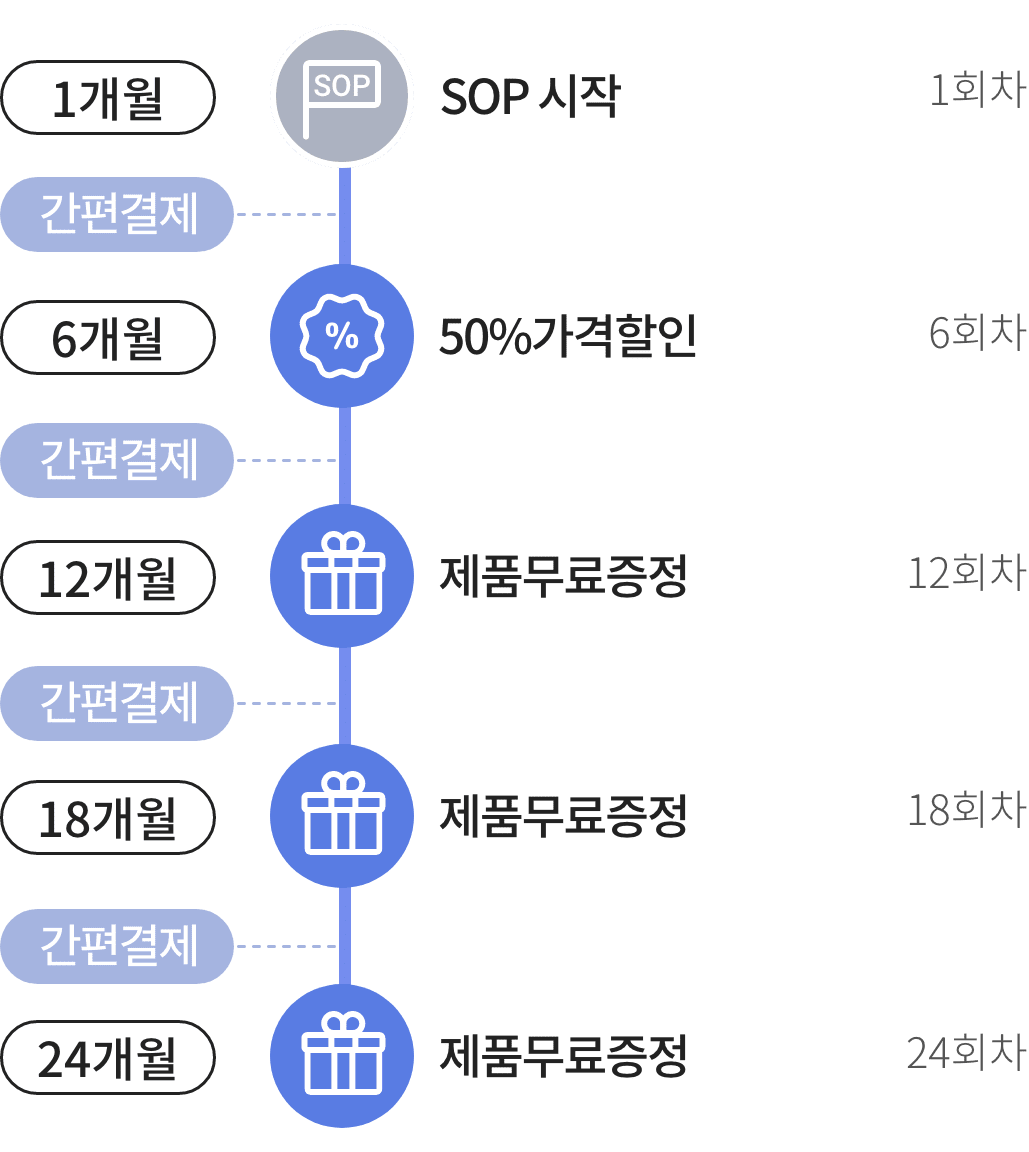 1개월 SOP SOP 시작 1회차
간편결제
6개월 % 50%가격할인 6회차
간편결제
12개월 제품무료증정 12회차
간편결제
18개월 제품무료증정 18회차
간편결제
24개월 제품무료증정 24회차